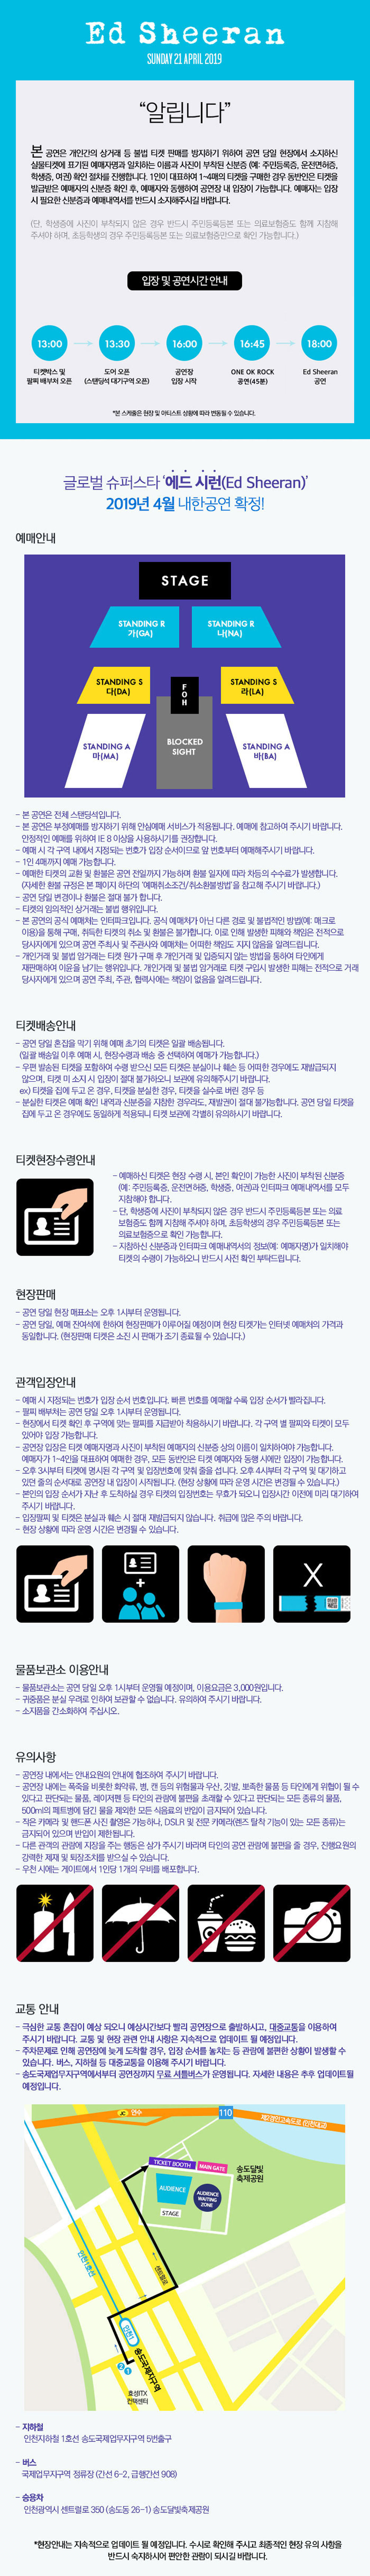 Ed Sheeran
SUNDAY 21 APRIL 2019
“알립니다”
본 공연은 개인간의 상거래 등 불법 티켓 판매를 방지하기 위하여 공연 당일 현장에서 소지하신
실물티켓에 표기된 예매자명과 일치하는 이름과 사진이 부착된 신분증 (예: 주민등록증, 운전면허증,
학생증, 여권) 확인 절차를 진행합니다. 1인이 대표하여 1~4매의 티켓을 구매한 경우 동반인은 티켓을
발급받은 예매자의 신분증 확인 후, 예매자와 동행하여 공연장 내 입장이 가능합니다. 예매자는 입장
시 필요한 신분증과 예매내역서를 반드시 소지해주시길 바랍니다.
(단, 학생증에 사진이 부착되지 않은 경우 반드시 주민등록등본 또는 의료보험증도 함께 지참해
주셔야 하며, 초등학생의 경우 주민등록등본 또는 의료보험증만으로 확인 가능합니다.)
입장 및 공연시간 안내
13:00
13:30
16:00
16:45
18:00
티켓박스 및
팔찌 배부처 오픈
도어 오픈
(스탠딩석 대기구역 오픈)
공연장
입장 시작
ONE OK ROCK
공연(45분)
Ed Sheeran
공연
*본 스케줄은 현장 및 아티스트 상황에 따라 변동될 수 있습니다.
글로벌 슈퍼스타 ‘에드 시런(Ed Sheeran)’
2019년 4월 내한공연 확정!
예매안내
STAGE
STANDING R
가(GA)
STANDING R
나(NA)
STANDING S
다(DA)
FOH
STANDING S
라(LA)
STANDING A
마(MA)
BLOCKED
SIGHT
STANDING A
바(BA)
- 본 공연은 전체 스탠딩석입니다.
- 본 공연은 부정예매를 방지하기 위해 안심예매 서비스가 적용됩니다. 예매에 참고하여 주시기 바랍니다.
안정적인 예매를 위하여 IE 8 이상을 사용하시기를 권장합니다.
- 예매 시 각 구역 내에서 지정되는 번호가 입장 순서이므로 앞 번호부터 예매해주시기 바랍니다.
- 1인 4매까지 예매 가능합니다.
- 예매한 티켓의 교환 및 환불은 공연 전일까지 가능하며 환불 일자에 따라 차등의 수수료가 발생합니다.
(자세한 환불 규정은 본 페이지 하단의 ‘예매취소조건/취소환불방법’을 참고해 주시기 바랍니다.)
- 공연 당일 변경이나 환불은 절대 불가 합니다.
- 티켓의 임의적인 상거래는 불법 행위입니다.
- 본 공연의 공식 예매처는 인터파크입니다. 공식 예매처가 아닌 다른 경로 및 불법적인 방법(예: 매크로
이용)을 통해 구매, 취득한 티켓의 취소 및 환불은 불가합니다. 이로 인해 발생한 피해와 책임은 전적으로
당사자에게 있으며 공연 주최사 및 주관사와 예매처는 어떠한 책임도 지지 않음을 알려드립니다.
- 개인거래 및 불법 암거래는 티켓 원가 구매 후 개인거래 및 입증되지 않는 방법을 통하여 타인에게
재판매하여 이윤을 남기는 행위입니다. 개인거래 및 불법 암거래로 티켓 구입시 발생한 피해는 전적으로 거래
당사자에게 있으며 공연 주최, 주관, 협력사에는 책임이 없음을 알려드립니다.
티켓배송안내
- 공연 당일 혼잡을 막기 위해 예매 초기의 티켓은 일괄 배송됩니다.
(일괄 배송일 이후 예매 시, 현장수령과 배송 중 선택하여 예매가 가능합니다.)
- 우편 발송된 티켓을 포함하여 수령 받으신 모든 티켓은 분실이나 훼손 등 어떠한 경우에도 재발급되지
않으며, 티켓 미 소지 시 입장이 절대 불가하오니 보관에 유의해주시기 바랍니다.
ex) 티켓을 집에 두고 온 경우, 티켓을 분실한 경우, 티켓을 실수로 버린 경우 등
- 분실한 티켓은 예매 확인 내역과 신분증을 지참한 경우라도, 재발권이 절대 불가능합니다. 공연 당일 티켓을
집에 두고 온 경우에도 동일하게 적용되니 티켓 보관에 각별히 유의하시기 바랍니다.
티켓현장수령안내
- 예매하신 티켓은 현장 수령 시, 본인 확인이 가능한 사진이 부착된 신분증
(예: 주민등록증, 운전면허증, 학생증, 여권)과 인터파크 예매내역서를 모두
지참해야 합니다.
- 단, 학생증에 사진이 부착되지 않은 경우 반드시 주민등록등본 또는 의료
보험증도 함께 지참해 주셔야 하며, 초등학생의 경우 주민등록등본 또는
의료보험증으로 확인 가능합니다.
- 지참하신 신분증과 인터파크 예매내역서의 정보(예: 예매자명)가 일치해야
티켓의 수령이 가능하오니 반드시 사전 확인 부탁드립니다.
현장판매
- 공연 당일 현장 매표소는 오후 1시부터 운영됩니다.
- 공연 당일, 예매 잔여석에 한하여 현장판매가 이루어질 예정이며 현장 티켓가는 인터넷 예매처의 가격과
동일합니다. (현장판매 티켓은 소진 시 판매가 조기 종료될 수 있습니다.)
관객입장안내
- 예매 시 지정되는 번호가 입장 순서 번호입니다. 빠른 번호를 예매할 수록 입장 순서가 빨라집니다.
- 팔찌 배부처는 공연 당일 오후 1시부터 운영됩니다.
- 현장에서 티켓 확인 후 구역에 맞는 팔찌를 지급받아 착용하시기 바랍니다. 각 구역 별 팔찌와 티켓이 모두
있어야 입장 가능합니다.
- 공연장 입장은 티켓 예매자명과 사진이 부착된 예매자의 신분증 상의 이름이 일치하여야 가능합니다.
예매자가 1~4인을 대표하여 예매한 경우, 모든 동반인은 티켓 예매자와 동행 시에만 입장이 가능합니다.
- 오후 3시부터 티켓에 명시된 각 구역 및 입장번호에 맞춰 줄을 섭니다. 오후 4시부터 각 구역 및 대기하고
있던 줄의 순서대로 공연장 내 입장이 시작됩니다. (현장 상황에 따라 운영 시간은 변경될 수 있습니다.)
- 본인의 입장 순서가 지난 후 도착하실 경우 티켓의 입장번호는 무효가 되오니 입장시간 이전에 미리 대기하여
주시기 바랍니다.
- 입장팔찌 및 티켓은 분실과 훼손 시 절대 재발급되지 않습니다. 취급에 많은 주의 바랍니다.
- 현장 상황에 따라 운영 시간은 변경될 수 있습니다.
X
물품보관소 이용안내
- 물품보관소는 공연 당일 오후 1시부터 운영될 예정이며, 이용요금은 3,000원입니다.
- 귀중품은 분실 우려로 인하여 보관할 수 없습니다. 유의하여 주시기 바랍니다.
- 소지품을 간소화하여 주십시오.
유의사항
- 공연장 내에서는 안내요원의 안내에 협조하여 주시기 바랍니다.
- 공연장 내에는 폭죽을 비롯한 화약류, 병, 캔 등의 위험물과 우산, 깃발, 뾰족한 물품 등 타인에게 위협이 될 수
있다고 판단되는 물품, 레이저펜 등 타인의 관람에 불편을 초래할 수 있다고 판단되는 모든 종류의 물품,
500ml의 페트병에 담긴 물을 제외한 모든 식음료의 반입이 금지되어 있습니다.
- 작은 카메라 및 핸드폰 사진 촬영은 가능하나, DSLR 및 전문 카메라(렌즈 탈착 기능이 있는 모든 종류)는
금지되어 있으며 반입이 제한됩니다.
- 다른 관객의 관람에 지장을 주는 행동은 삼가 주시기 바라며 타인의 공연 관람에 불편을 줄 경우, 진행요원의
강력한 제재 및 퇴장조치를 받으실 수 있습니다.
- 우천 시에는 게이트에서 1인당 1개의 우비를 배포합니다.
교통 안내
- 극심한 교통 혼잡이 예상 되오니 예상시간보다 빨리 공연장으로 출발하시고, 대중교통을 이용하여
주시기 바랍니다. 교통 및 현장 관련 안내 사항은 지속적으로 업데이트 될 예정입니다.
- 주차문제로 인해 공연장에 늦게 도착할 경우, 입장 순서를 놓치는 등 관람에 불편한 상황이 발생할 수
있습니다. 버스, 지하철 등 대중교통을 이용해 주시기 바랍니다.
- 송도국제업무지구역에서부터 공연장까지 무료 셔틀버스가 운영됩니다. 자세한 내용은 추후 업데이트될
예정입니다.
JC 연수
110
제2경인고속도로 (인천대교)
TICKET BOOTH
MAIN GATE
송도달빛
축제공원
AUDIENCE
AUDIENCE
WAITING
ZONE
STAGE
인천1호선
센트럴로
인천1
송도국제업무지구역
2
1
효성ITX
컨택센터
- 지하철
인천지하철 1호선 송도국제업무지구역 5번출구
- 버스
국제업무지구역 정류장 (간선 6-2, 급행간선 908)
- 승용차
인천광역시 센트럴로 350 (송도동 26-1) 송도달빛축제공원
*현장안내는 지속적으로 업데이트 될 예정입니다. 수시로 확인해 주시고 최종적인 현장 유의 사항을
반드시 숙지하시어 편안한 관람이 되시길 바랍니다.